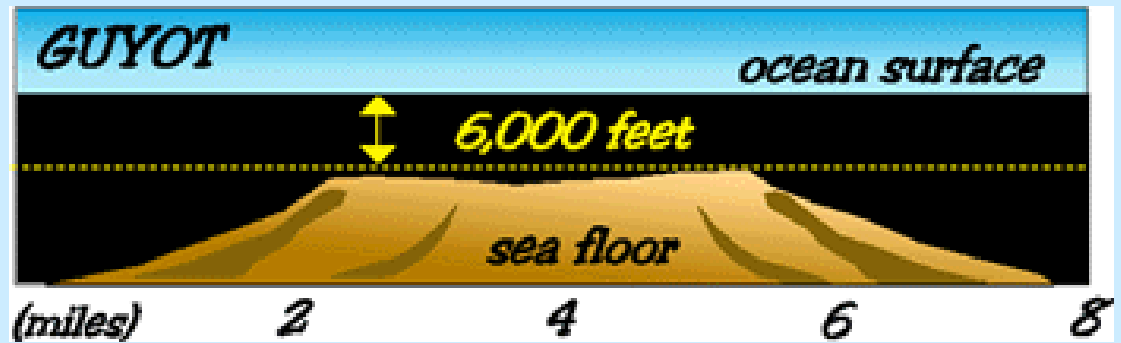 GUYOT
ocean surface
6,000 feet
sea floor
(miles) 2 4 6 8